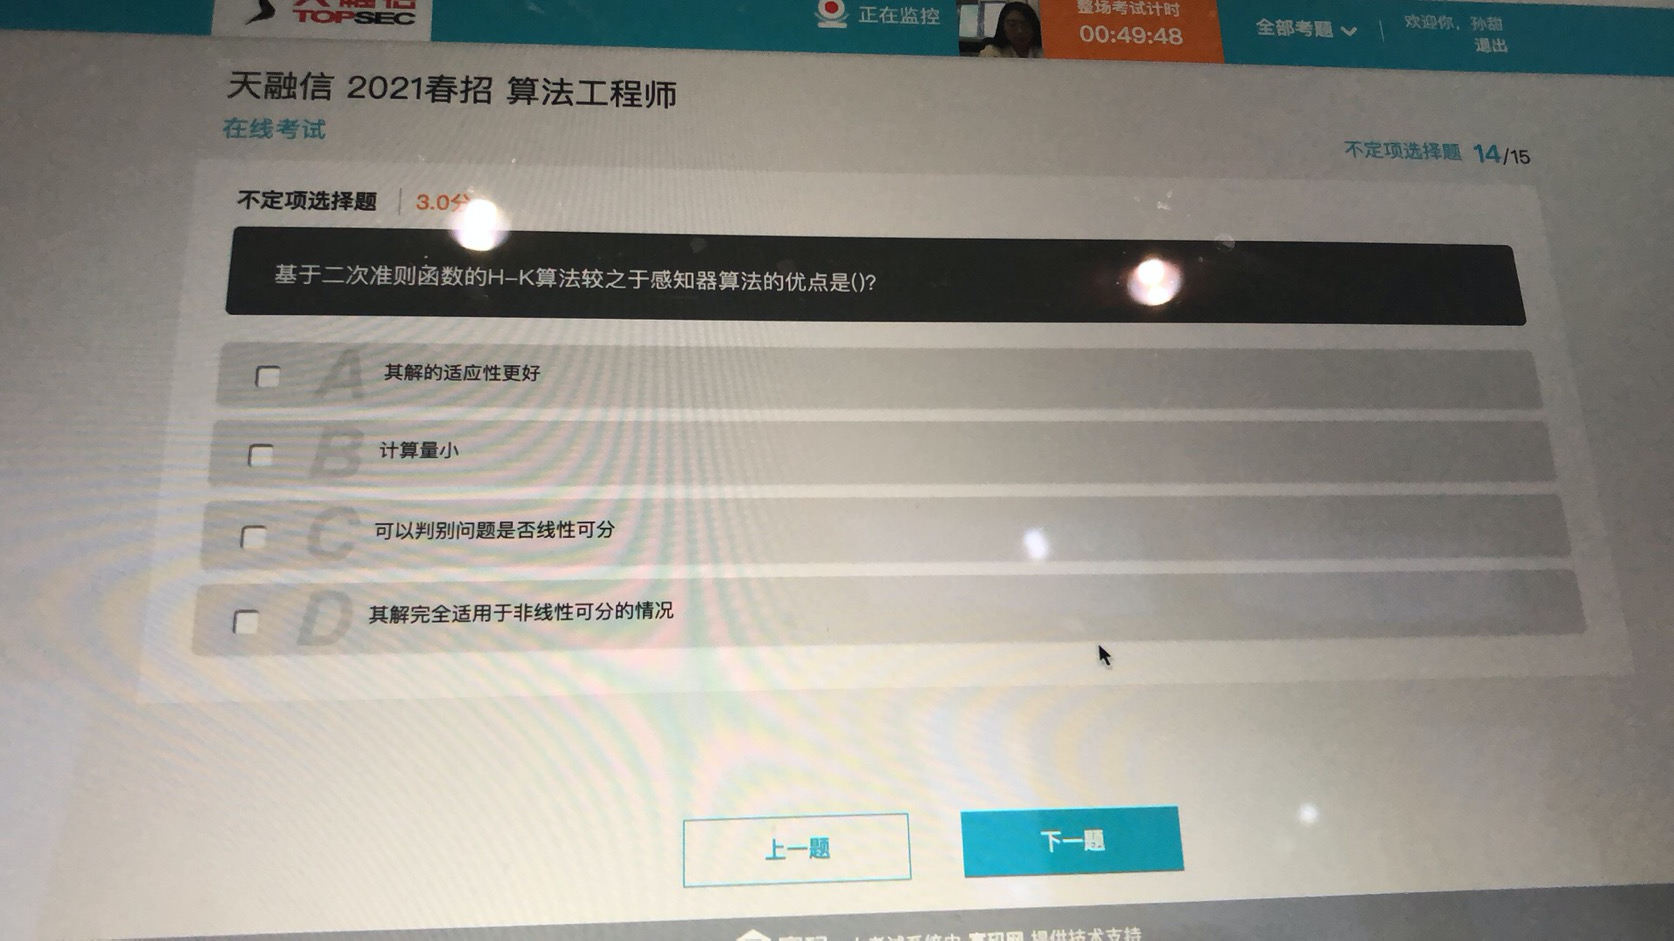 天融信
TOPSEC
正在监控
整场考试计时
00:49:48
全部考题
欢迎你，孙甜
退出
天融信 2021春招 算法工程师
在线考试
不定项选择题 14/15
不定项选择题 3.0分
基于二次准则函数的H-K算法较之于感知器算法的优点是()?
A 其解的适应性更好
B 计算量小
C 可以判别问题是否线性可分
D 其解完全适用于非线性可分的情况
上一题
下一题
考试系统由 赛码网 提供技术支持